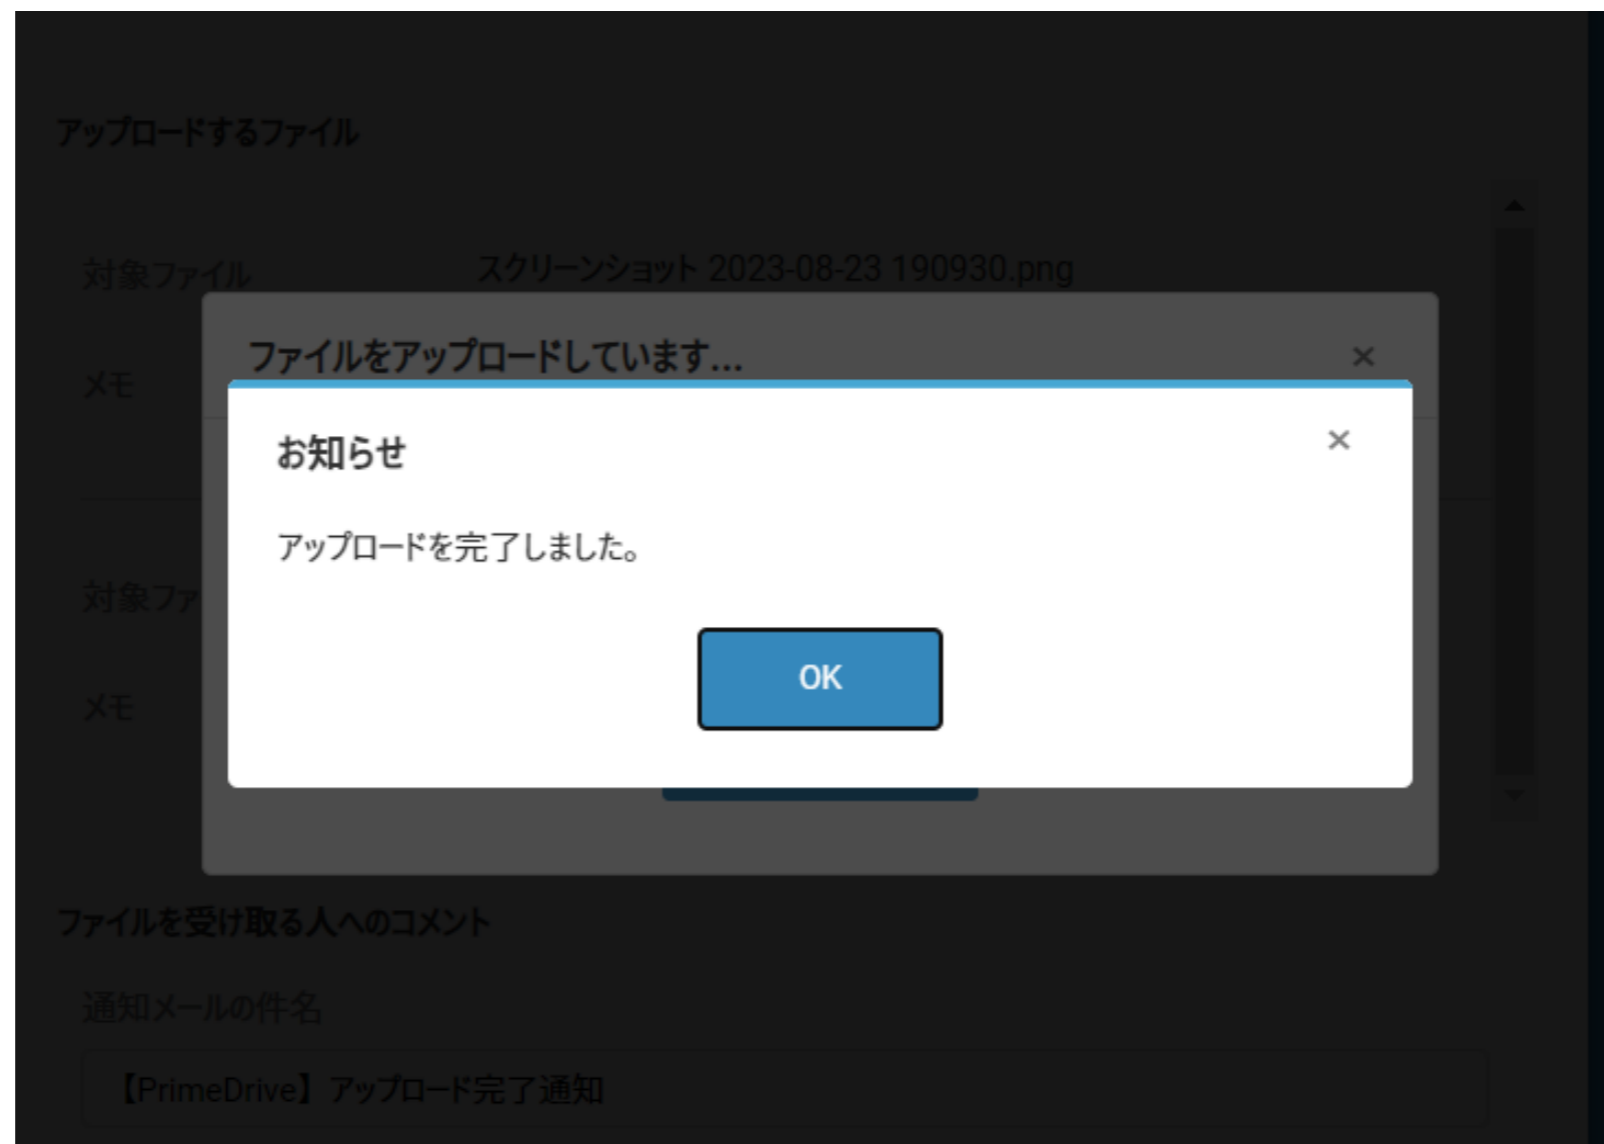 アップロードするファイル
対象ファイル スクリーンショット 2023-08-23 190930.png
ファイルをアップロードしています...
メモ
お知らせ
アップロードを完了しました。
対象ファ
OK
メモ
ファイルを受け取る人へのコメント
通知メールの件名
【PrimeDrive】アップロード完了通知